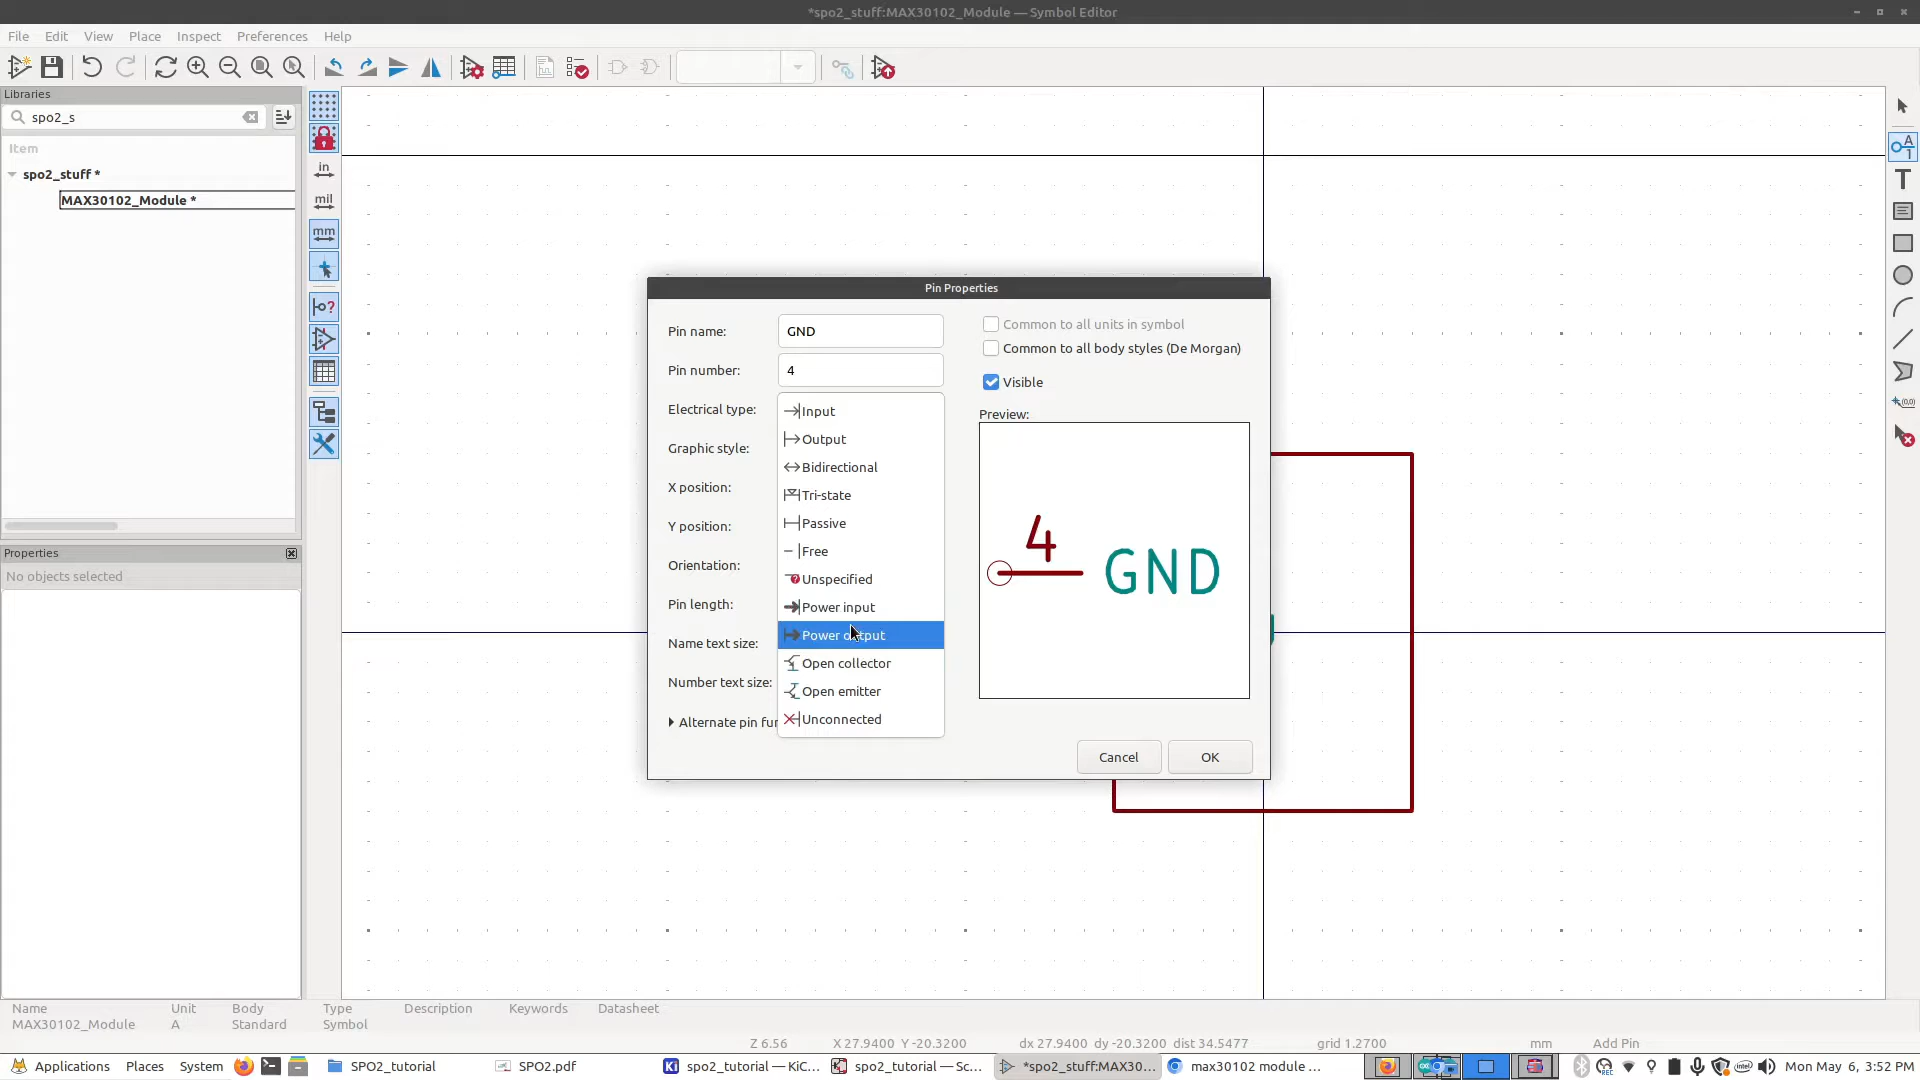 *spo2_stuff:MAX30102_Module — Symbol Editor
File Edit View Place Inspect Preferences Help
Libraries
spo2_s
Item
spo2_stuff *
MAX30102_Module *
in
mil
mm
Properties
No objects selected
Pin Properties
Pin name:
GND
Pin number:
4
Electrical type:
Graphic style:
X position:
Y position:
Orientation:
Pin length:
Name text size:
Number text size:
Alternate pin fun
Input
Output
Bidirectional
Tri-state
Passive
Free
Unspecified
Power input
Power output
Open collector
Open emitter
Unconnected
Common to all units in symbol
Common to all body styles (De Morgan)
Visible
Preview:
4
GND
Cancel OK
A
1
T
(0,0)
Name Unit Body Type Description Keywords Datasheet
MAX30102_Module A Standard Symbol
Z 6.56 X 27.9400 Y -20.3200 dx 27.9400 dy -20.3200 dist 34.5477 grid 1.2700 mm Add Pin
Applications Places System SPO2_tutorial SPO2.pdf spo2_tutorial — KiC... spo2_tutorial — Sc... *spo2_stuff:MAX30... max30102 module ... Mon May 6, 3:52 PM